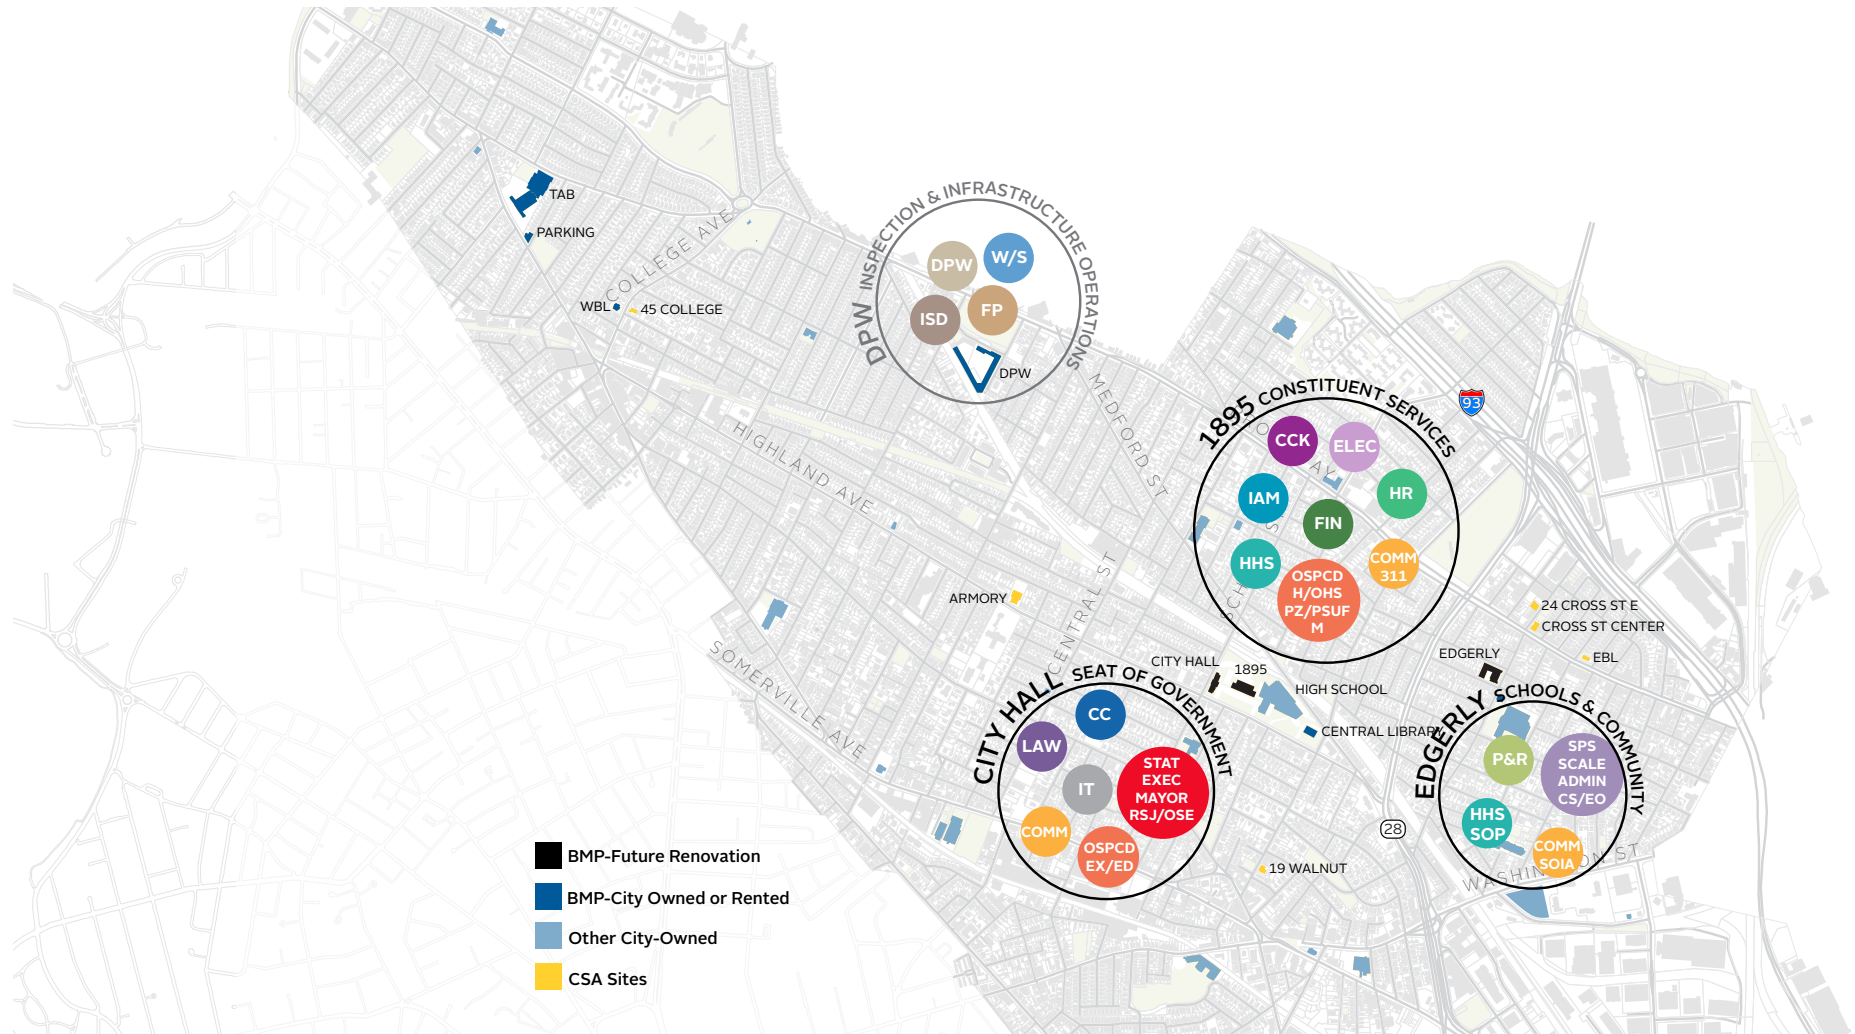 TAB
PARKING
COLLEGE AVE
WBL
45 COLLEGE
DPW INSPECTION & INFRASTRUCTURE OPERATIONS
DPW
W/S
ISD
FP
DPW
MEDFORD ST
HIGHLAND AVE
1895 CONSTITUENT SERVICES
93
CCK
ELEC
IAM
HR
FIN
HHS
COMM
311
OSPCD
H/OHS
PZ/PSUF
M
ARMORY
CENTRAL ST
SOMERVILLE AVE
24 CROSS ST E
CROSS ST CENTER
EBL
EDGERLY
CITY HALL
1895
HIGH SCHOOL
CENTRAL LIBRARY
CITY HALL SEAT OF GOVERNMENT
CC
LAW
IT
STAT
EXEC
MAYOR
RSJ/OSE
COMM
OSPCD
EX/ED
EDGERLY SCHOOLS & COMMUNITY
P&R
SPS
SCALE
ADMIN
CS/EO
HHS
SOP
COMM
SOIA
28
19 WALNUT
BMP-Future Renovation
BMP-City Owned or Rented
Other City-Owned
CSA Sites